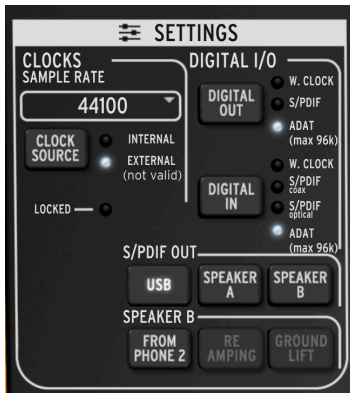 SETTINGS
CLOCKS
SAMPLE RATE
44100
CLOCK
SOURCE
INTERNAL
EXTERNAL
(not valid)
LOCKED
DIGITAL I/O
DIGITAL
OUT
W. CLOCK
S/PDIF
ADAT
(max 96k)
DIGITAL
IN
W. CLOCK
S/PDIF
coax
S/PDIF
optical
ADAT
(max 96k)
S/PDIF OUT
USB
SPEAKER
A
SPEAKER
B
SPEAKER B
FROM
PHONE 2
RE
AMPING
GROUND
LIFT